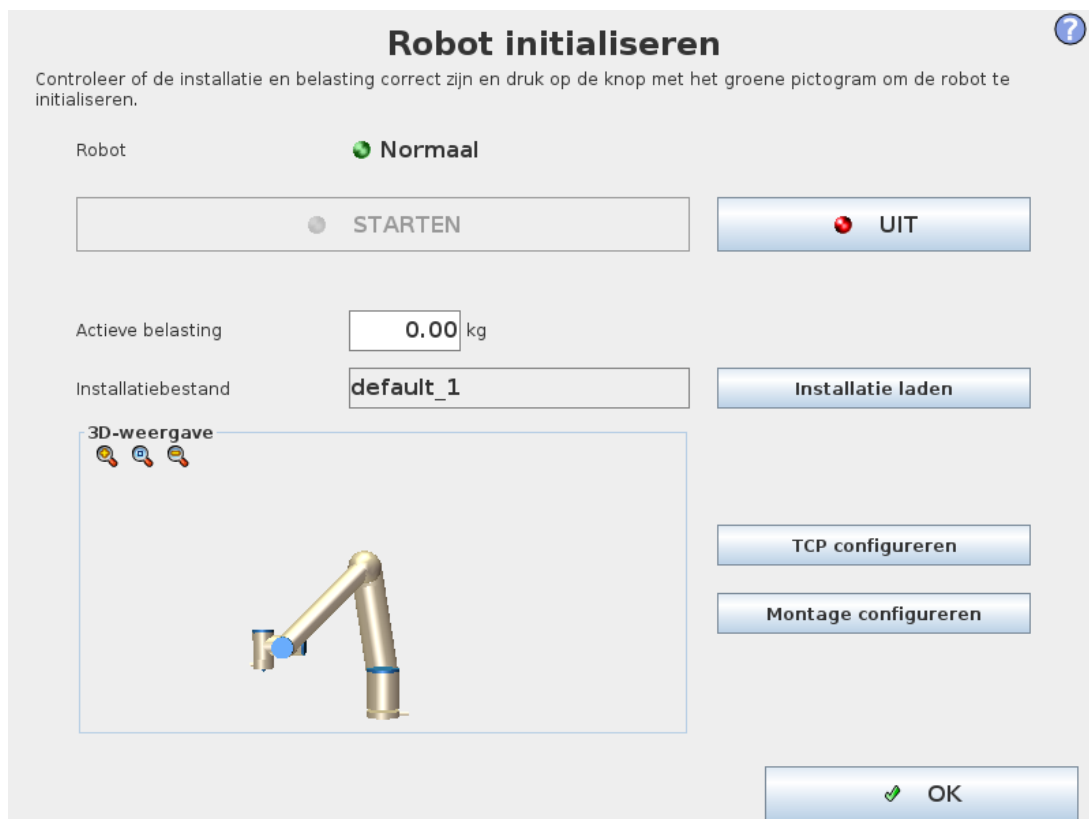 Robot initialiseren
?
Controleer of de installatie en belasting correct zijn en druk op de knop met het groene pictogram om de robot te
initialiseren.
Robot Normaal
STARTEN UIT
Actieve belasting 0.00 kg
Installatiebestand default_1 Installatie laden
3D-weergave
TCP configureren
Montage configureren
OK